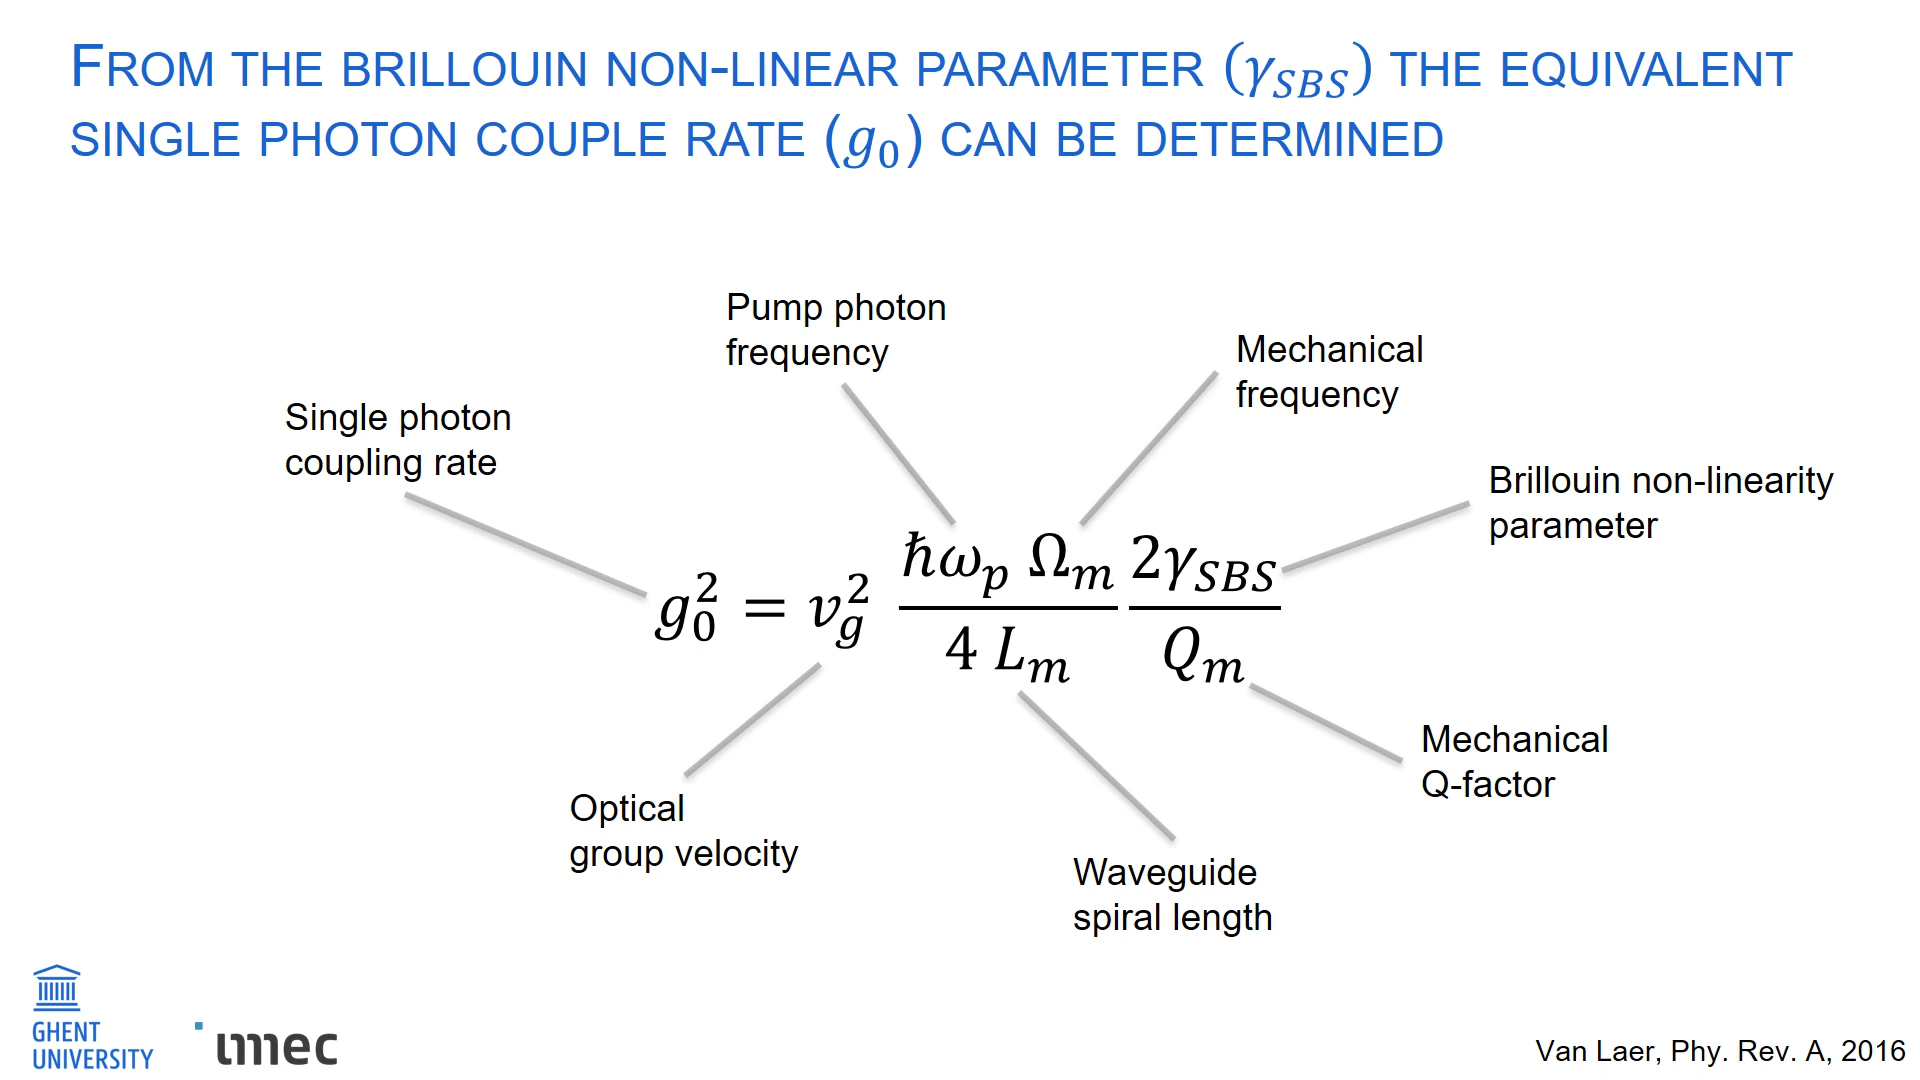 FROM THE BRILLOUIN NON-LINEAR PARAMETER (γ_SBS) THE EQUIVALENT
SINGLE PHOTON COUPLE RATE (g_0) CAN BE DETERMINED
Pump photon
frequency
Mechanical
frequency
Single photon
coupling rate
Brillouin non-linearity
parameter
g_0^2 = v_g^2 \frac{ħω_p Ω_m}{4 L_m} \frac{2γ_SBS}{Q_m}
Mechanical
Q-factor
Optical
group velocity
Waveguide
spiral length
GHENT
UNIVERSITY
imec
Van Laer, Phy. Rev. A, 2016